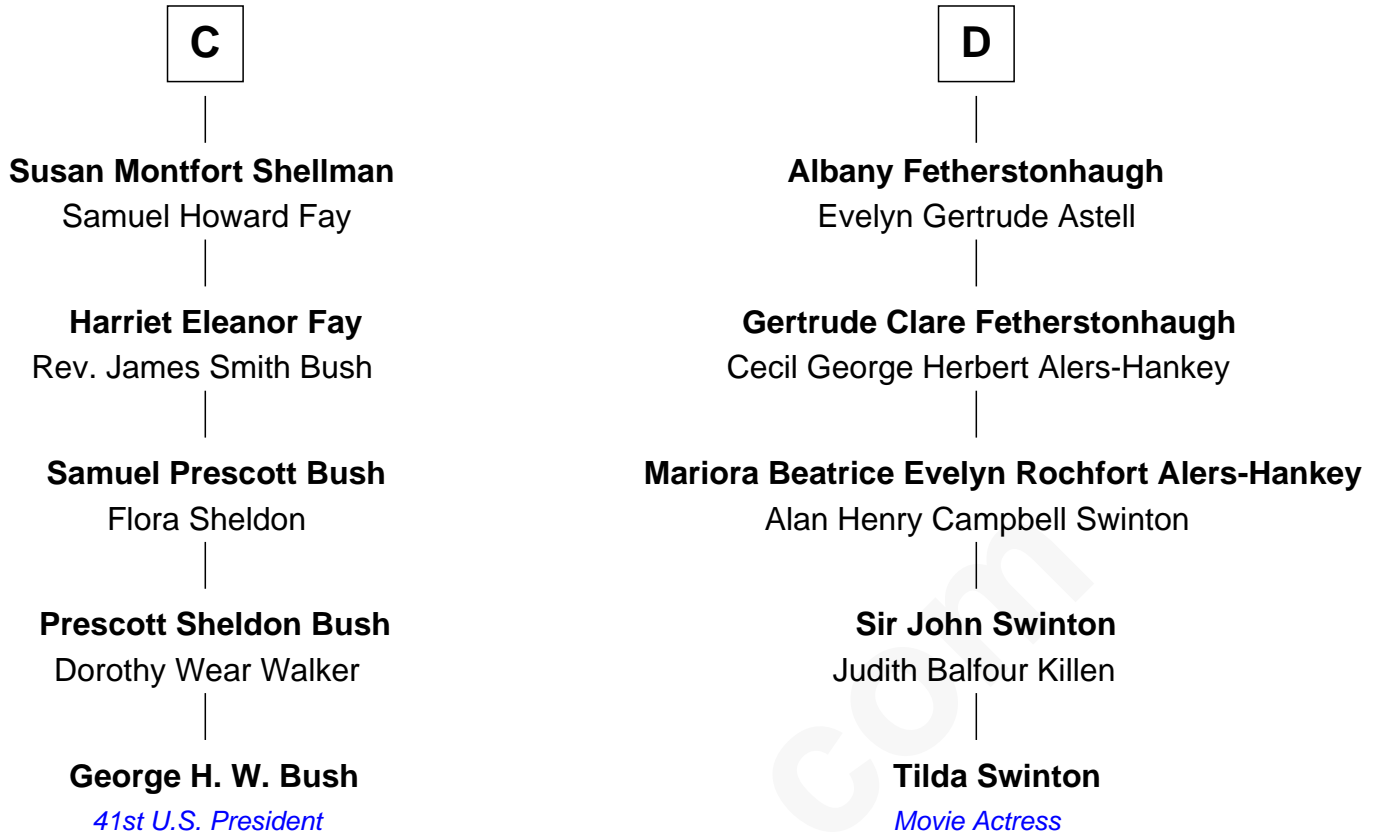 C
Susan Montfort Shellman
Samuel Howard Fay
Harriet Eleanor Fay
Rev. James Smith Bush
Samuel Prescott Bush
Flora Sheldon
Prescott Sheldon Bush
Dorothy Wear Walker
George H. W. Bush
41st U.S. President
D
Albany Fetherstonhaugh
Evelyn Gertrude Astell
Gertrude Clare Fetherstonhaugh
Cecil George Herbert Alers-Hankey
Mariora Beatrice Evelyn Rochfort Alers-Hankey
Alan Henry Campbell Swinton
Sir John Swinton
Judith Balfour Killen
Tilda Swinton
Movie Actress
com